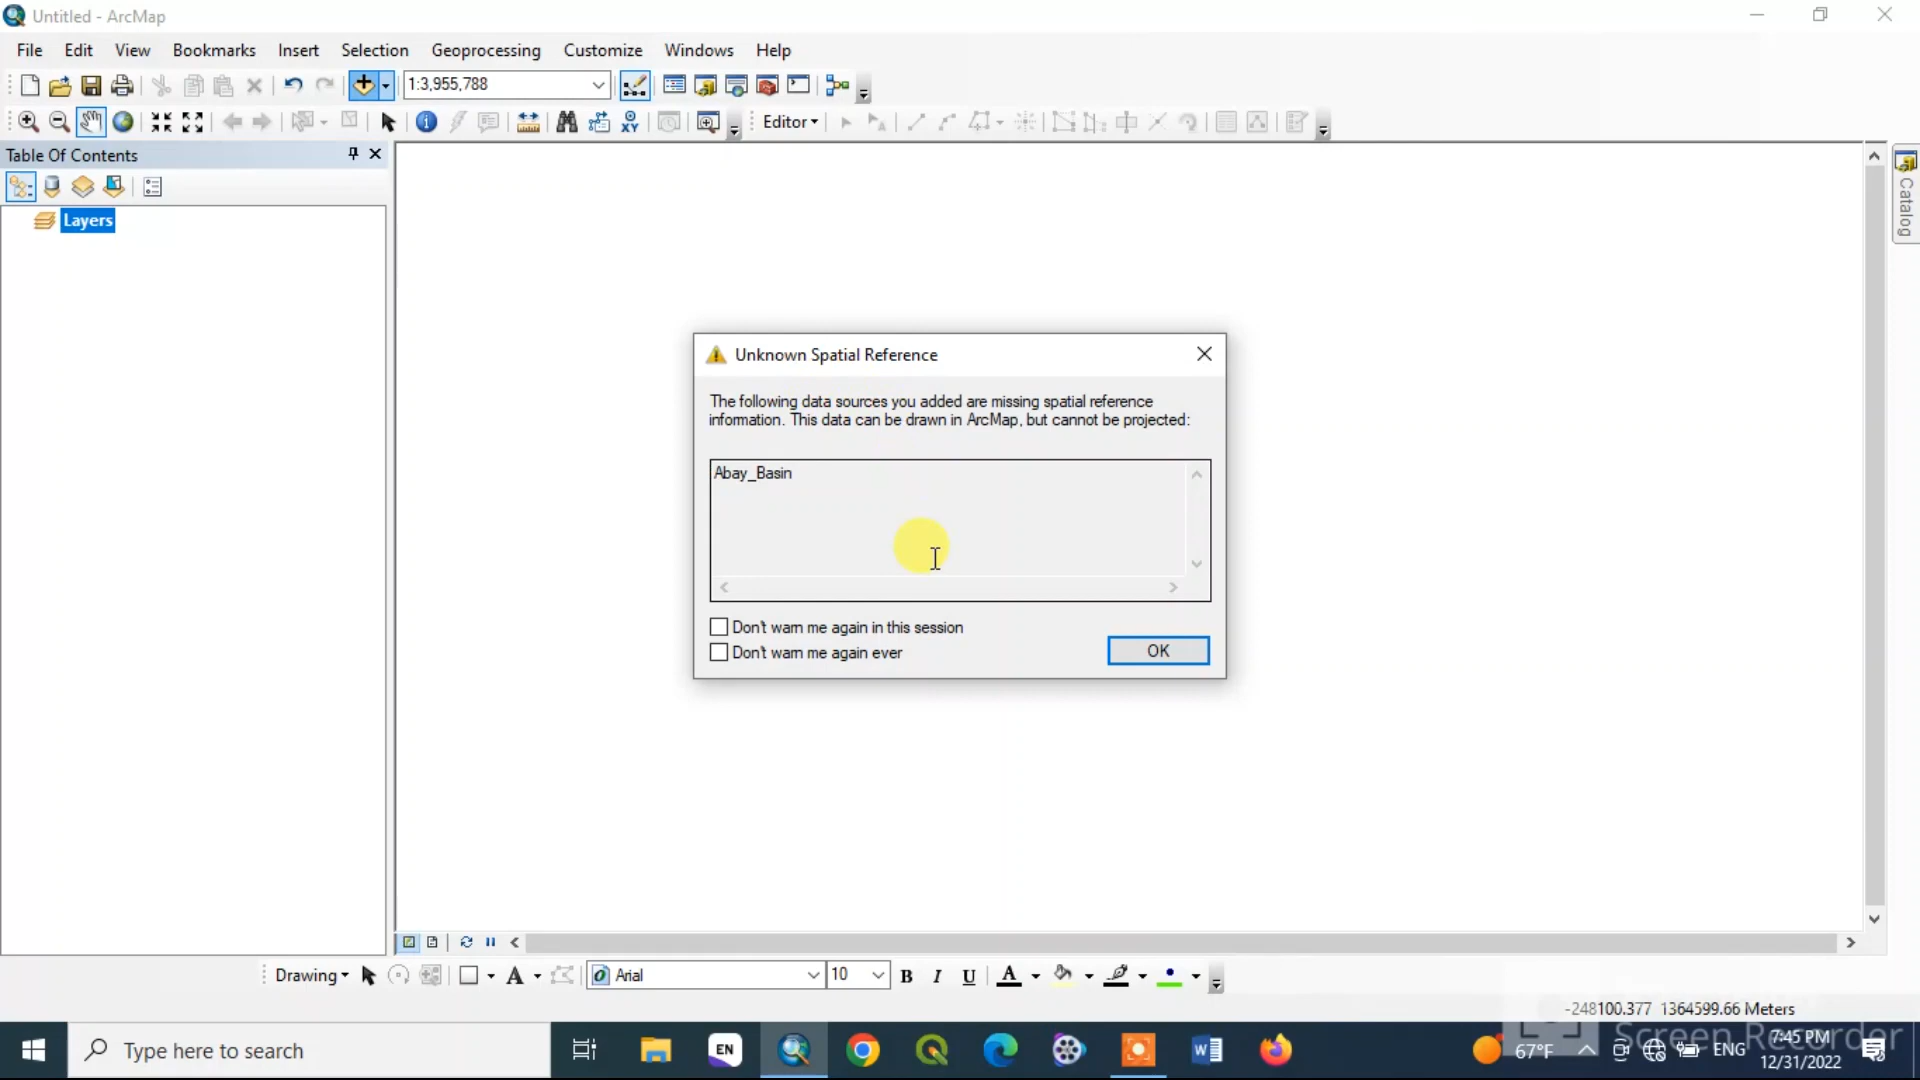 Untitled - ArcMap
File Edit View Bookmarks Insert Selection Geoprocessing Customize Windows Help
1:3,955,788
Editor
Table Of Contents
Layers
Catalog
Unknown Spatial Reference
The following data sources you added are missing spatial reference
information. This data can be drawn in ArcMap, but cannot be projected:
Abay_Basin
Don't warn me again in this session
Don't warn me again ever
OK
Drawing A Arial 10 B I U A
-248100.377 1364599.66 Meters
Screen Recorder
Type here to search
EN
67°F
ENG
7:45 PM
12/31/2022